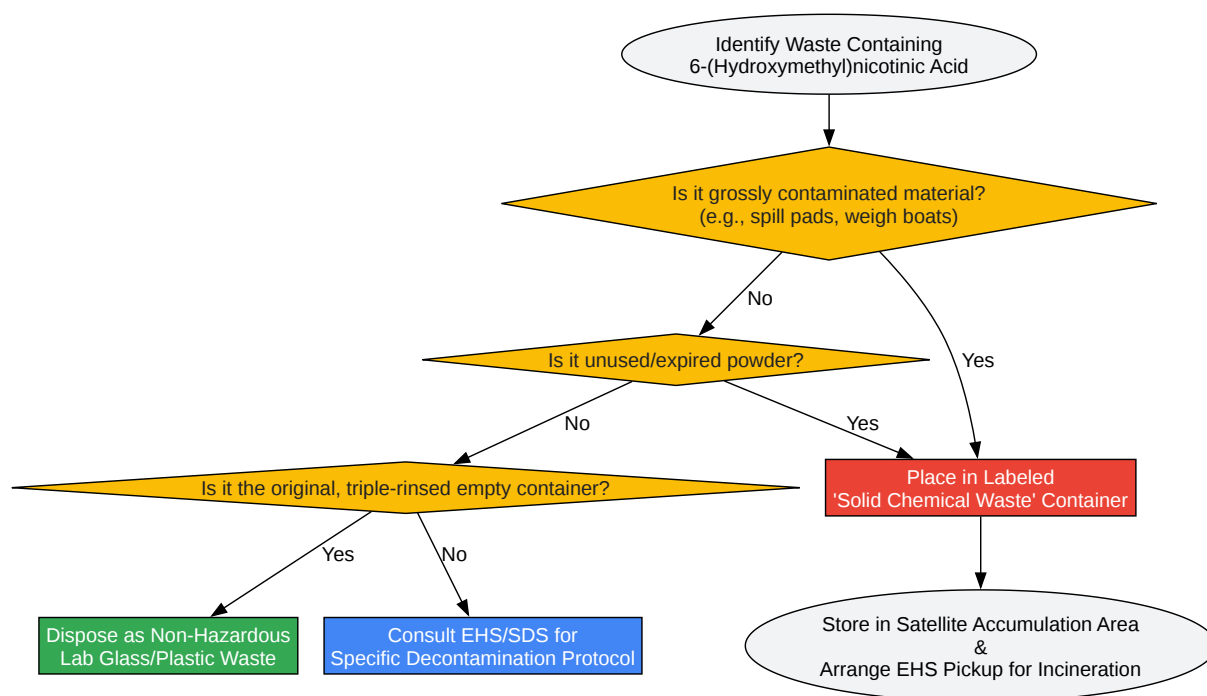 Identify Waste Containing
6-(Hydroxymethyl)nicotinic Acid
Is it grossly contaminated material?
(e.g., spill pads, weigh boats)
No
Yes
Is it unused/expired powder?
No
Yes
Is it the original, triple-rinsed empty container?
Place in Labeled
'Solid Chemical Waste' Container
Yes
No
Dispose as Non-Hazardous
Lab Glass/Plastic Waste
Consult EHS/SDS for
Specific Decontamination Protocol
Store in Satellite Accumulation Area
&
Arrange EHS Pickup for Incineration